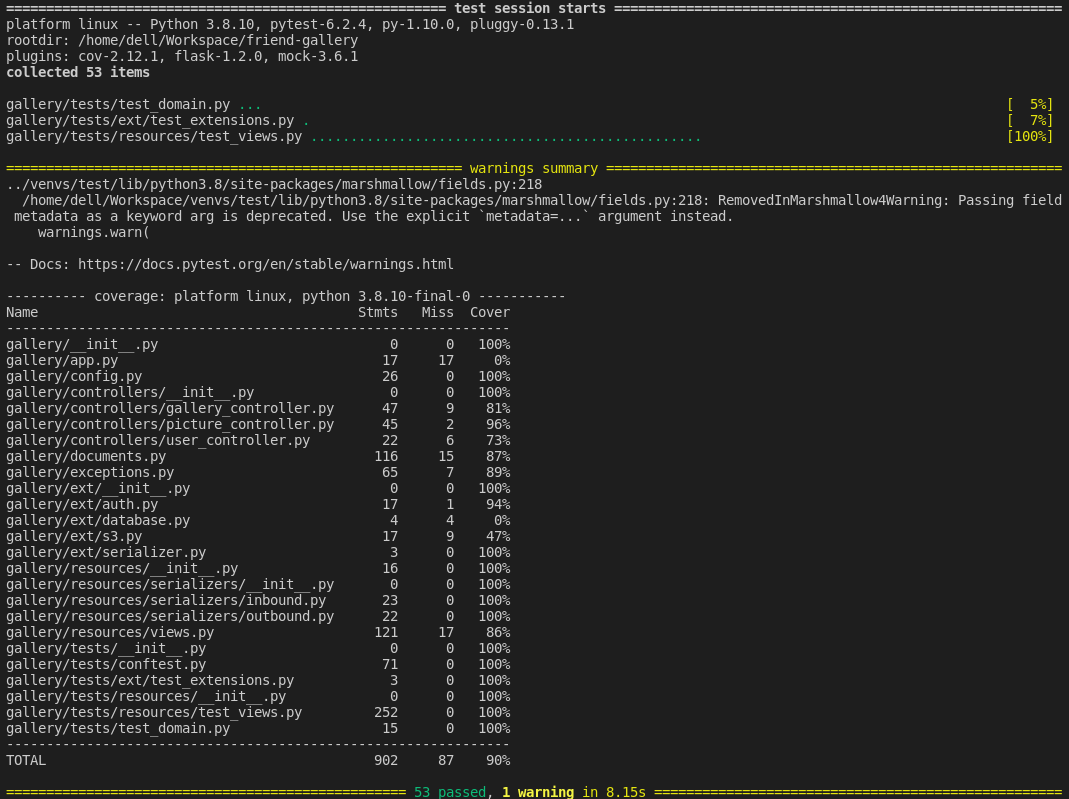 ======================================================= test session starts ========================================================
platform linux -- Python 3.8.10, pytest-6.2.4, py-1.10.0, pluggy-0.13.1
rootdir: /home/dell/Workspace/friend-gallery
plugins: cov-2.12.1, flask-1.2.0, mock-3.6.1
collected 53 items

gallery/tests/test_domain.py ...                                                                                             [  5%]
gallery/tests/ext/test_extensions.py .                                                                                       [  7%]
gallery/tests/resources/test_views.py .................................................                                      [100%]

========================================================= warnings summary =========================================================
../venvs/test/lib/python3.8/site-packages/marshmallow/fields.py:218
  /home/dell/Workspace/venvs/test/lib/python3.8/site-packages/marshmallow/fields.py:218: RemovedInMarshmallow4Warning: Passing field
 metadata as a keyword arg is deprecated. Use the explicit `metadata=...` argument instead.
    warnings.warn(

-- Docs: https://docs.pytest.org/en/stable/warnings.html

---------- coverage: platform linux, python 3.8.10-final-0 -----------
Name                                        Stmts   Miss  Cover
---------------------------------------------------------------
gallery/__init__.py                             0      0   100%
gallery/app.py                                 17     17     0%
gallery/config.py                              26      0   100%
gallery/controllers/__init__.py                 0      0   100%
gallery/controllers/gallery_controller.py      47      9    81%
gallery/controllers/picture_controller.py      45      2    96%
gallery/controllers/user_controller.py         22      6    73%
gallery/documents.py                          116     15    87%
gallery/exceptions.py                          65      7    89%
gallery/ext/__init__.py                         0      0   100%
gallery/ext/auth.py                            17      1    94%
gallery/ext/database.py                         4      4     0%
gallery/ext/s3.py                              17      9    47%
gallery/ext/serializer.py                       3      0   100%
gallery/resources/__init__.py                  16      0   100%
gallery/resources/serializers/__init__.py       0      0   100%
gallery/resources/serializers/inbound.py       23      0   100%
gallery/resources/serializers/outbound.py      22      0   100%
gallery/resources/views.py                    121     17    86%
gallery/tests/__init__.py                       0      0   100%
gallery/tests/conftest.py                      71      0   100%
gallery/tests/ext/test_extensions.py            3      0   100%
gallery/tests/resources/__init__.py             0      0   100%
gallery/tests/resources/test_views.py         252      0   100%
gallery/tests/test_domain.py                   15      0   100%
---------------------------------------------------------------
TOTAL                                         902     87    90%

================================================== 53 passed, 1 warning in 8.15s ===================================================